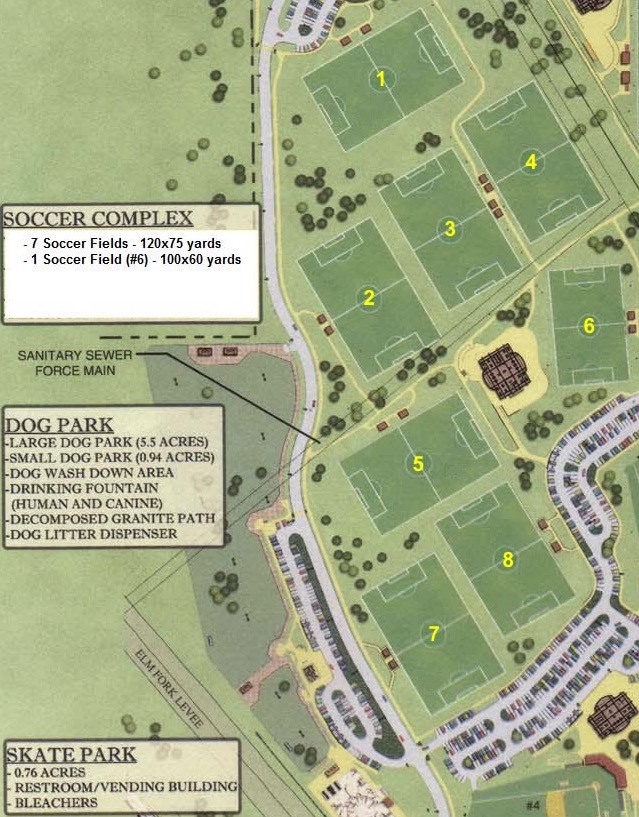 1
4
3
SOCCER COMPLEX
- 7 Soccer Fields - 120x75 yards
- 1 Soccer Field (#6) - 100x60 yards
2
6
SANITARY SEWER
FORCE MAIN
DOG PARK
-LARGE DOG PARK (5.5 ACRES)
-SMALL DOG PARK (0.94 ACRES)
-DOG WASH DOWN AREA
-DRINKING FOUNTAIN
(HUMAN AND CANINE)
-DECOMPOSED GRANITE PATH
-DOG LITTER DISPENSER
5
8
7
ELM FORK LEVEE
SKATE PARK
- 0.76 ACRES
- RESTROOM/VENDING BUILDING
- BLEACHERS
#4